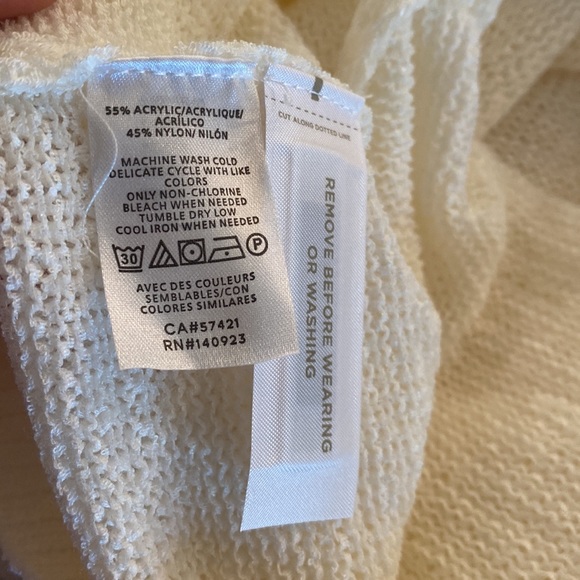 55% ACRYLIC/ACRYLIQUE/
ACRÍLICO
45% NYLON/ NILÓN
MACHINE WASH COLD
DELICATE CYCLE WITH LIKE
COLORS
ONLY NON-CHLORINE
BLEACH WHEN NEEDED
TUMBLE DRY LOW
COOL IRON WHEN NEEDED
30 P
AVEC DES COULEURS
SEMBLABLES/CON
COLORES SIMILARES
CA#57421
RN#140923
CUT ALONG DOTTED LINE
REMOVE BEFORE WEARING
OR WASHING